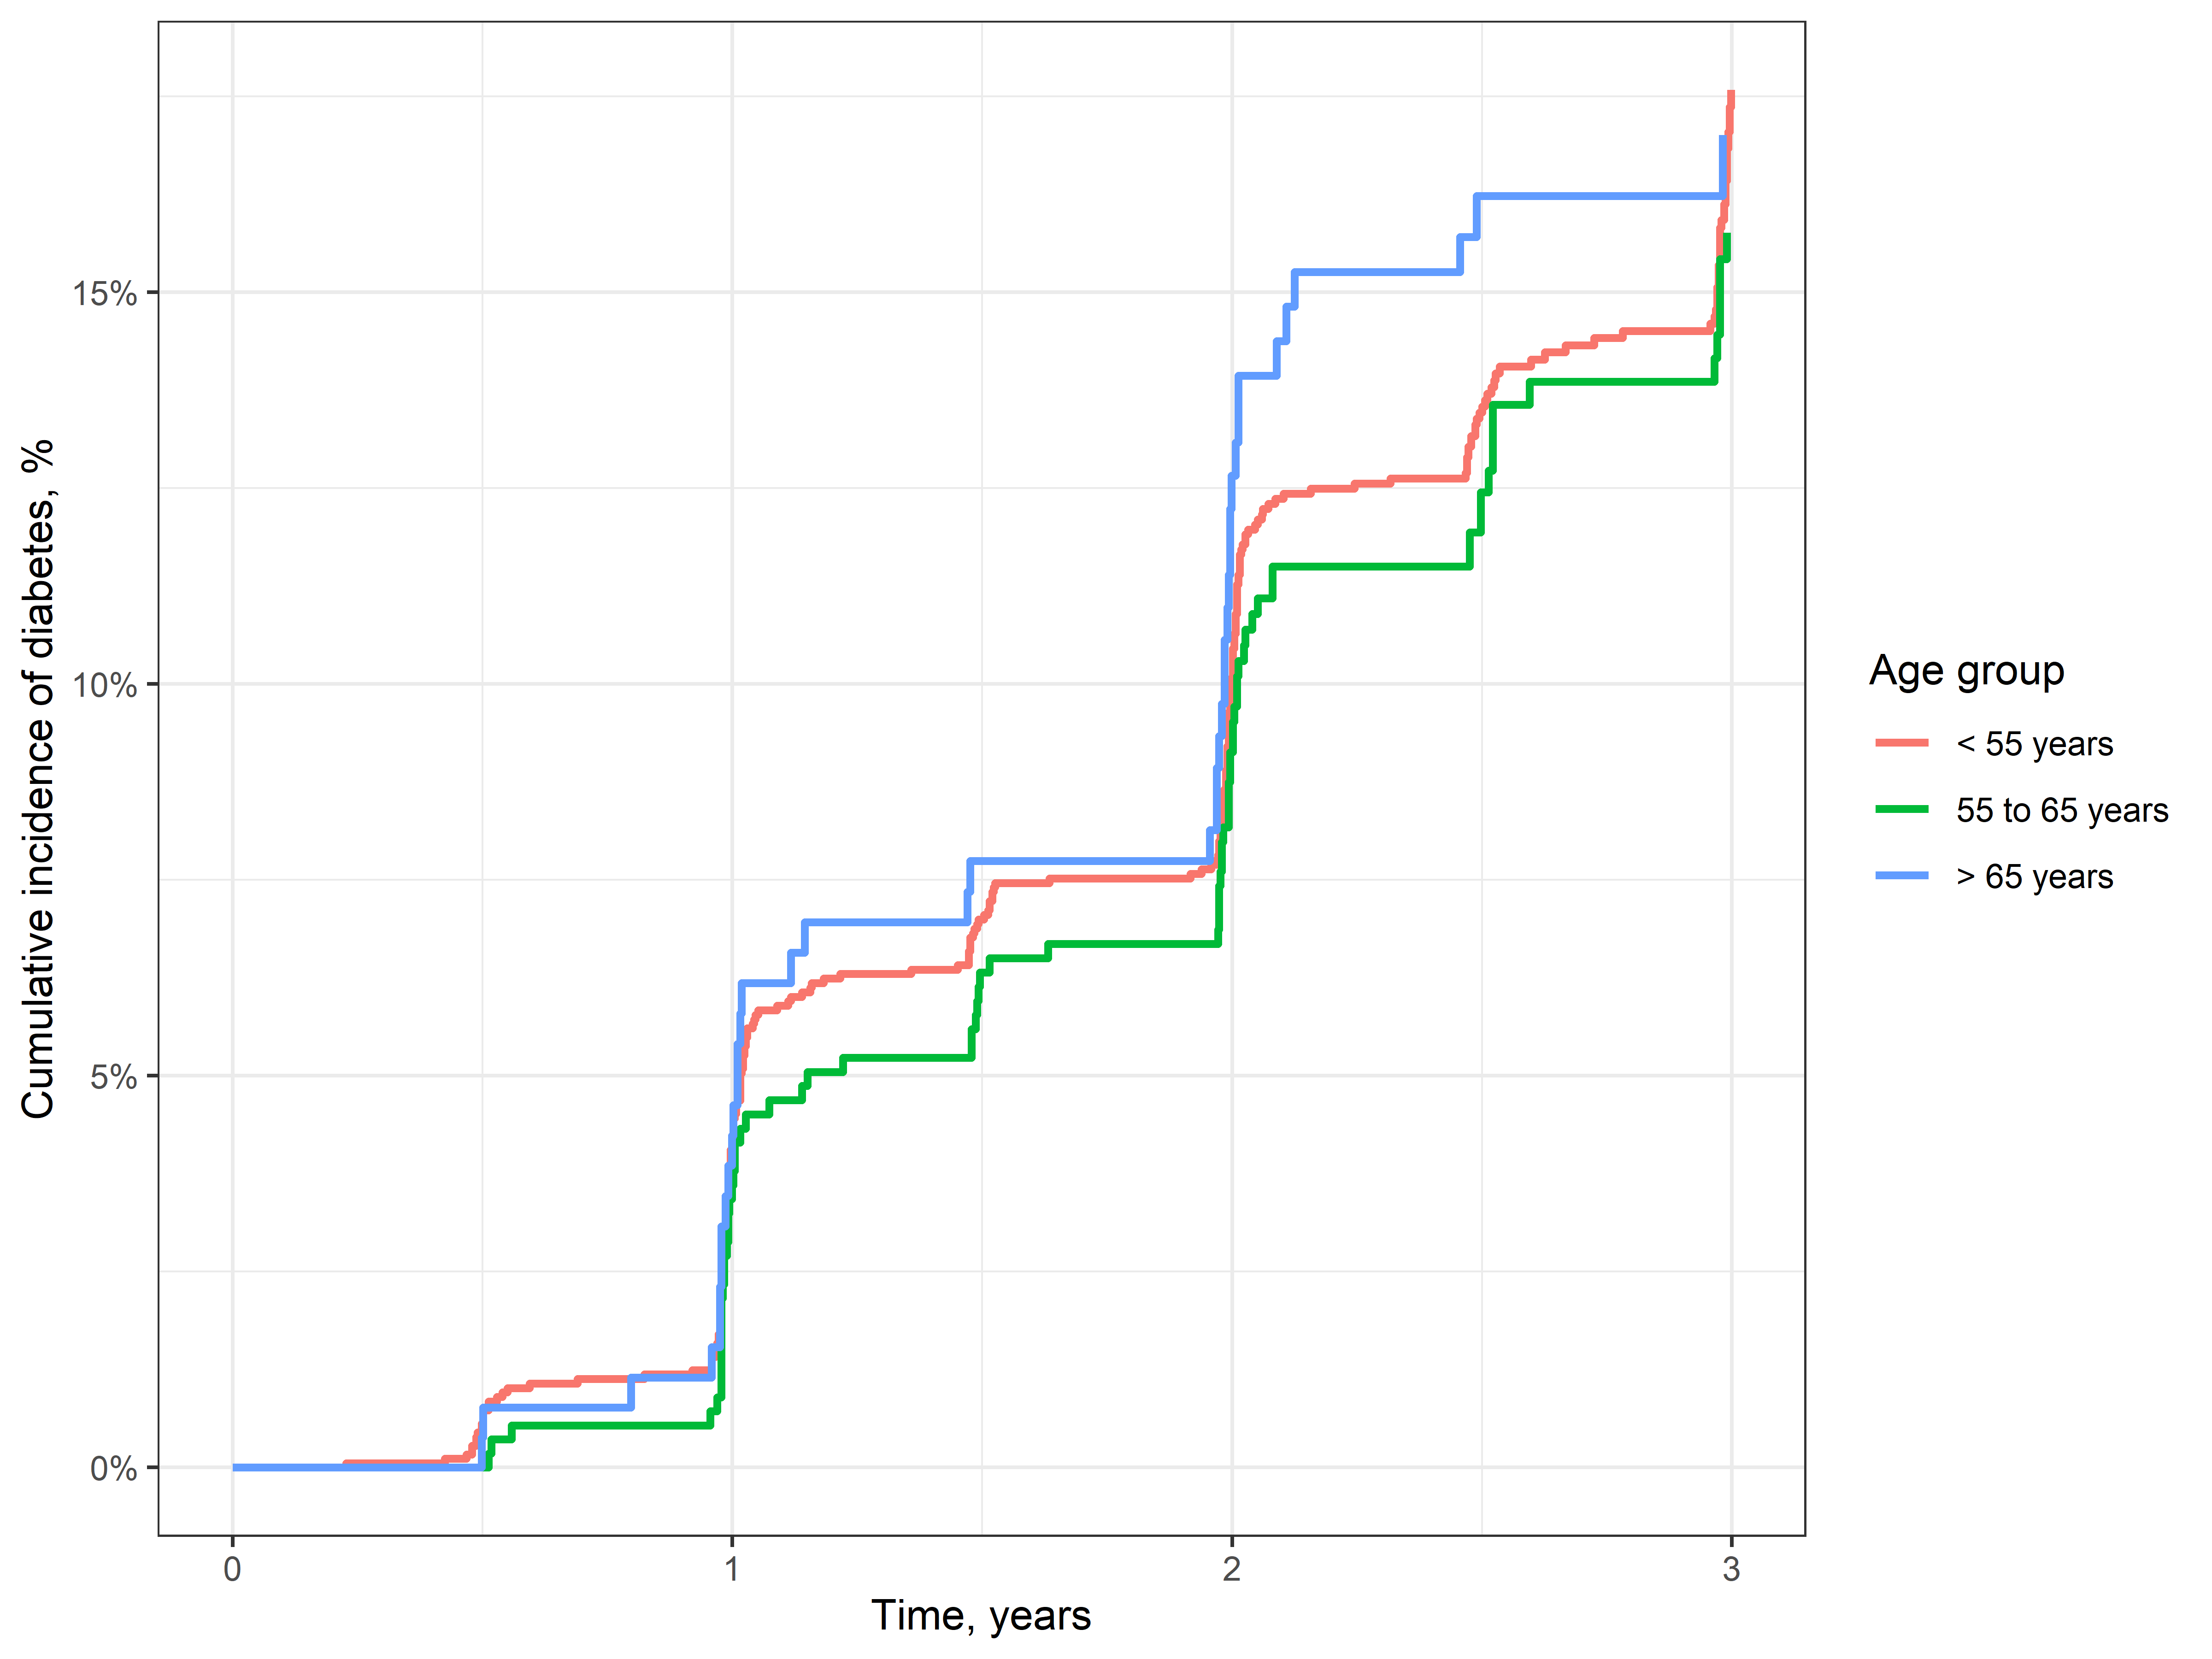 Cumulative incidence of diabetes, %
15%
10%
5%
0%
0
1
2
3
Time, years
Age group
< 55 years
55 to 65 years
> 65 years